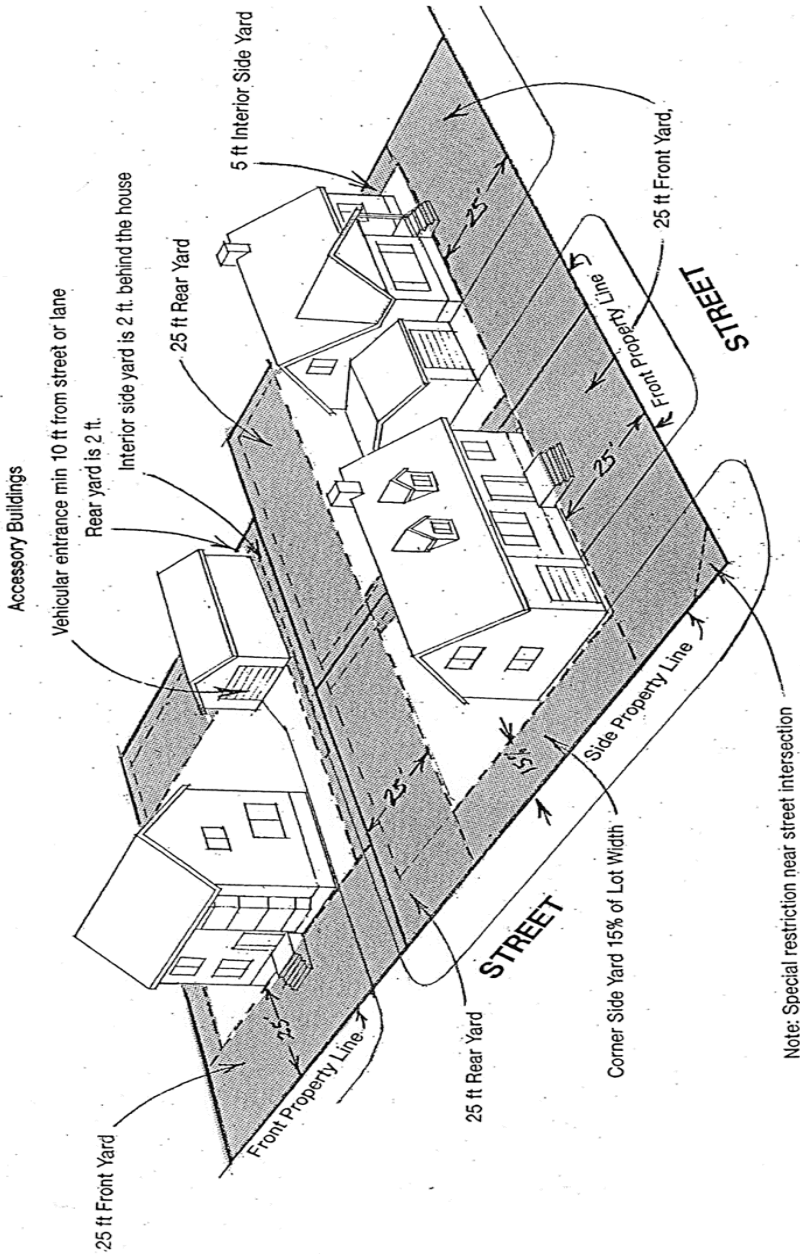 Accessory Buildings
Vehicular entrance min 10 ft from street or lane
Rear yard is 2 ft.
Interior side yard is 2 ft. behind the house
25 ft Rear Yard
5 ft Interior Side Yard
25 ft Front Yard
25'
Front Property Line
25 ft Rear Yard
25'
STREET
Corner Side Yard 15% of Lot Width
15%
Side Property Line
25'
25'
Front Property Line
25 ft Front Yard,
STREET
Note: Special restriction near street intersection